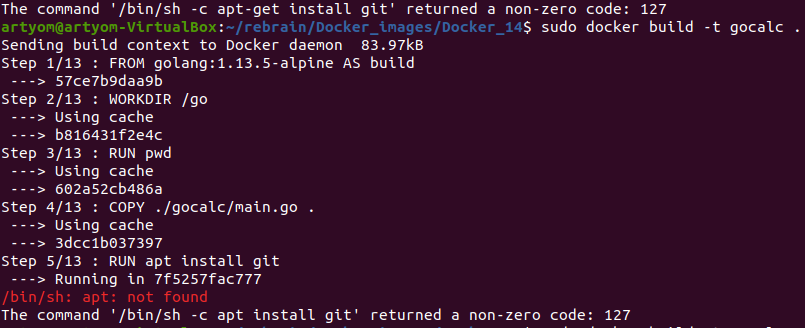 The command '/bin/sh -c apt-get install git' returned a non-zero code: 127
artyom@artyom-VirtualBox:~/rebrain/Docker_images/Docker_14$ sudo docker build -t gocalc .
Sending build context to Docker daemon  83.97kB
Step 1/13 : FROM golang:1.13.5-alpine AS build
 ---> 57ce7b9daa9b
Step 2/13 : WORKDIR /go
 ---> Using cache
 ---> b816431f2e4c
Step 3/13 : RUN pwd
 ---> Using cache
 ---> 602a52cb486a
Step 4/13 : COPY ./gocalc/main.go .
 ---> Using cache
 ---> 3dcc1b037397
Step 5/13 : RUN apt install git
 ---> Running in 7f5257fac777
/bin/sh: apt: not found
The command '/bin/sh -c apt install git' returned a non-zero code: 127